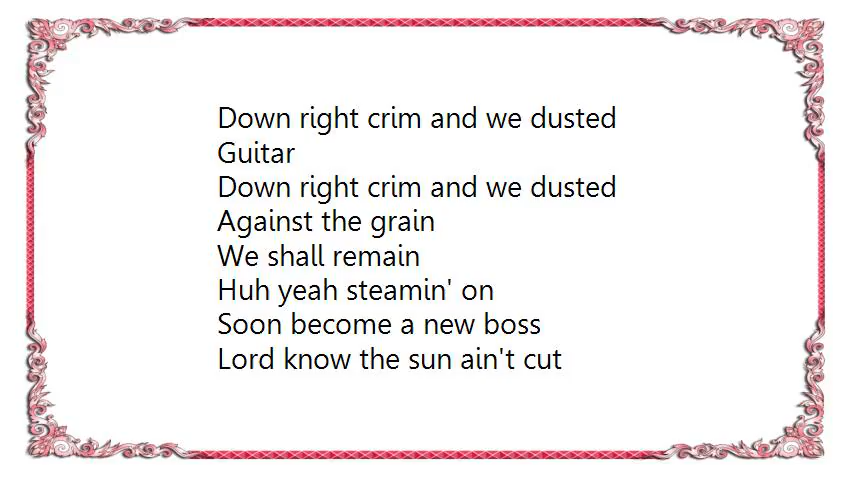 Down right crim and we dusted
Guitar
Down right crim and we dusted
Against the grain
We shall remain
Huh yeah steamin' on
Soon become a new boss
Lord know the sun ain't cut